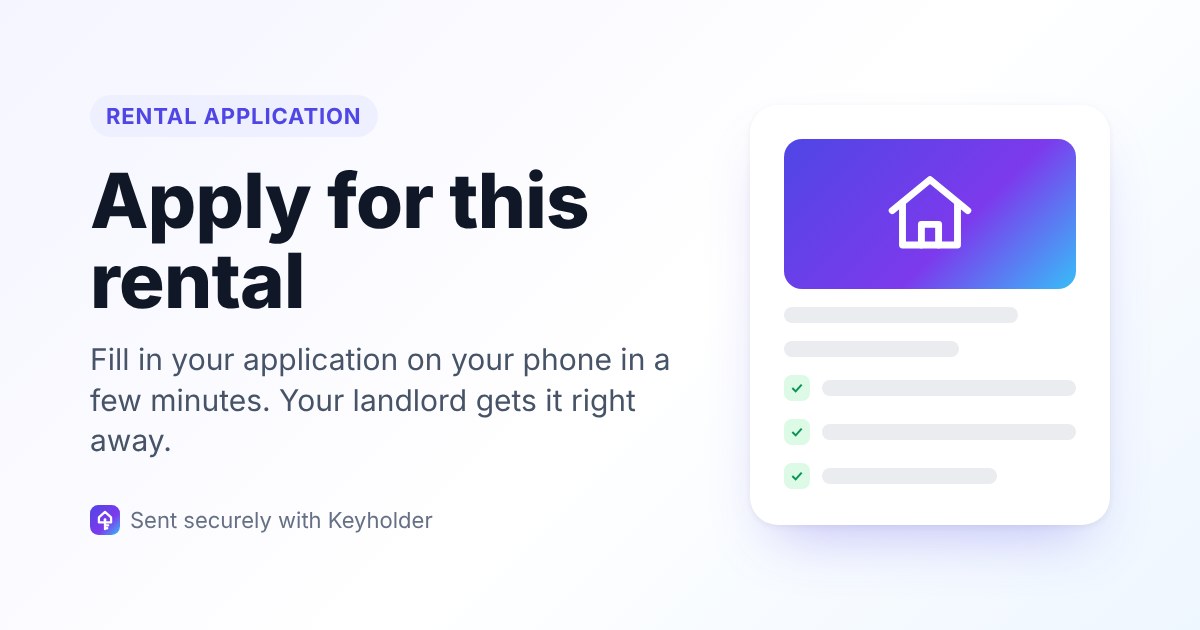 RENTAL APPLICATION
Apply for this
rental
Fill in your application on your phone in a
few minutes. Your landlord gets it right
away.
Sent securely with Keyholder